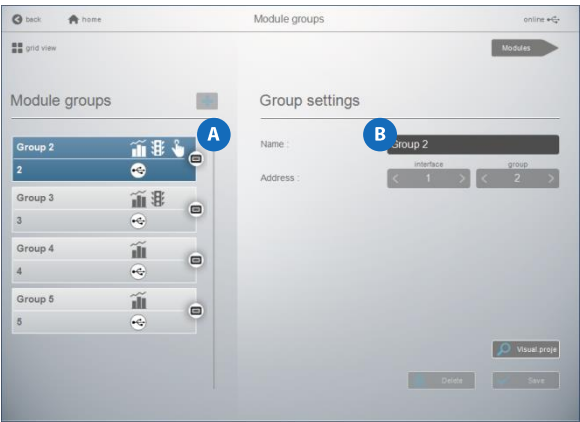 back home Module groups online
grid view Modules
Module groups Group settings
A B
Group 2 Name : Group 2
2 interface group
Address : < 1 > < 2 >
Group 3
3
Group 4
4
Group 5
5
Visual proje
Delete Save